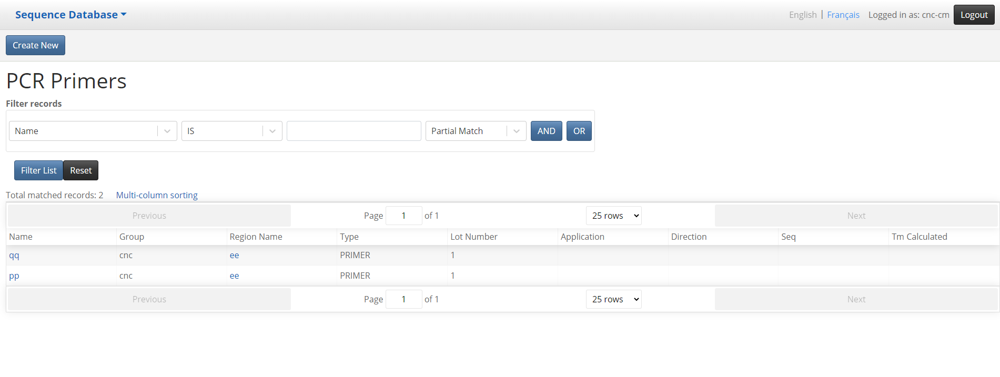 Sequence Database
English | Français Logged in as: cnc-cm Logout
Create New
PCR Primers
Filter records
Name IS Partial Match AND OR
Filter List Reset
Total matched records: 2 Multi-column sorting
Previous Page 1 of 1 25 rows Next
Name Group Region Name Type Lot Number Application Direction Seq Tm Calculated
qq cnc ee PRIMER 1
pp cnc ee PRIMER 1
Previous Page 1 of 1 25 rows Next